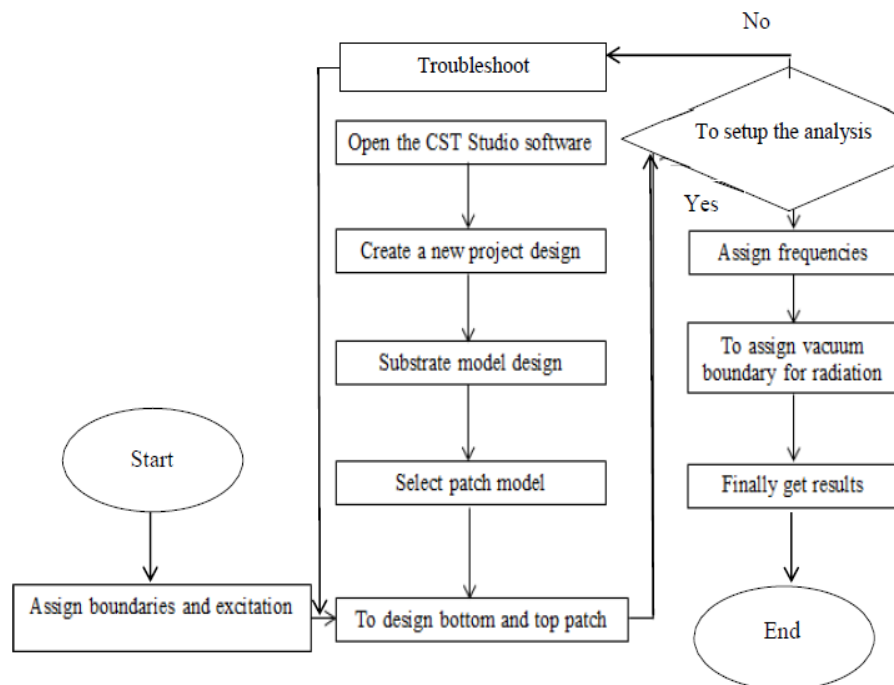 No
Troubleshoot
To setup the analysis
Open the CST Studio software
Yes
Create a new project design
Assign frequencies
Substrate model design
To assign vacuum
boundary for radiation
Start
Select patch model
Finally get results
Assign boundaries and excitation
To design bottom and top patch
End